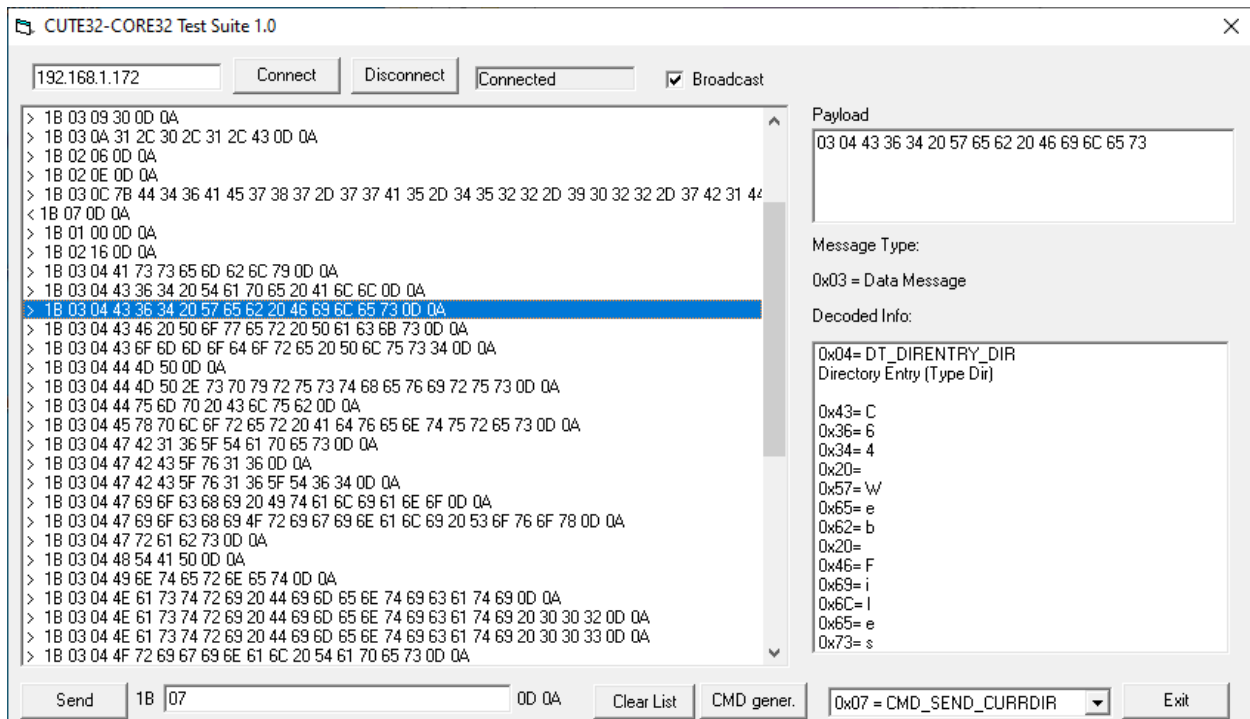 CUTE32-CORE32 Test Suite 1.0
192.168.1.172 Connect Disconnect Connected Broadcast
> 1B 03 09 30 0D 0A
> 1B 03 0A 31 2C 30 2C 31 2C 43 0D 0A
> 1B 02 06 0D 0A
> 1B 02 0E 0D 0A
> 1B 03 0C 7B 44 34 36 41 45 37 38 37 2D 37 37 41 35 2D 34 35 32 32 2D 39 30 32 32 2D 37 42 31 44
< 1B 07 0D 0A
> 1B 01 00 0D 0A
> 1B 02 16 0D 0A
> 1B 03 04 41 73 73 65 6D 62 6C 79 0D 0A
> 1B 03 04 43 36 34 20 54 61 70 65 20 41 6C 6C 0D 0A
> 1B 03 04 43 36 34 20 57 65 62 20 46 69 6C 65 73 0D 0A
> 1B 03 04 43 46 20 50 6F 77 65 72 20 50 61 63 6B 73 0D 0A
> 1B 03 04 43 6F 6D 6D 6F 64 6F 72 65 20 50 6C 75 73 34 0D 0A
> 1B 03 04 44 4D 50 0D 0A
> 1B 03 04 44 4D 50 2E 73 70 79 72 75 73 74 68 65 76 69 72 75 73 0D 0A
> 1B 03 04 44 75 6D 70 20 43 6C 75 62 0D 0A
> 1B 03 04 45 78 70 6C 6F 72 65 72 20 41 64 76 65 6E 74 75 72 65 73 0D 0A
> 1B 03 04 47 42 31 36 5F 54 61 70 65 73 0D 0A
> 1B 03 04 47 42 43 5F 76 31 36 0D 0A
> 1B 03 04 47 42 43 5F 76 31 36 5F 54 36 34 0D 0A
> 1B 03 04 47 69 6F 63 68 69 20 49 74 61 6C 69 61 6E 6F 0D 0A
> 1B 03 04 47 69 6F 63 68 69 4F 72 69 67 69 6E 61 6C 69 20 53 6F 76 6F 78 0D 0A
> 1B 03 04 47 72 61 62 73 0D 0A
> 1B 03 04 48 54 41 50 0D 0A
> 1B 03 04 49 6E 74 65 72 6E 65 74 0D 0A
> 1B 03 04 4E 61 73 74 72 69 20 44 69 6D 65 6E 74 69 63 61 74 69 0D 0A
> 1B 03 04 4E 61 73 74 72 69 20 44 69 6D 65 6E 74 69 63 61 74 69 20 30 30 32 0D 0A
> 1B 03 04 4E 61 73 74 72 69 20 44 69 6D 65 6E 74 69 63 61 74 69 20 30 30 33 0D 0A
> 1B 03 04 4F 72 69 67 69 6E 61 6C 20 54 61 70 65 73 0D 0A
Payload
03 04 43 36 34 20 57 65 62 20 46 69 6C 65 73
Message Type:
0x03 = Data Message
Decoded Info:
0x04= DT_DIRENTRY_DIR
Directory Entry (Type Dir)
0x43= C
0x36= 6
0x34= 4
0x20=
0x57= W
0x65= e
0x62= b
0x20=
0x46= F
0x69= i
0x6C= l
0x65= e
0x73= s
Send 1B 07 0D 0A Clear List CMD gener. 0x07 = CMD_SEND_CURRDIR Exit